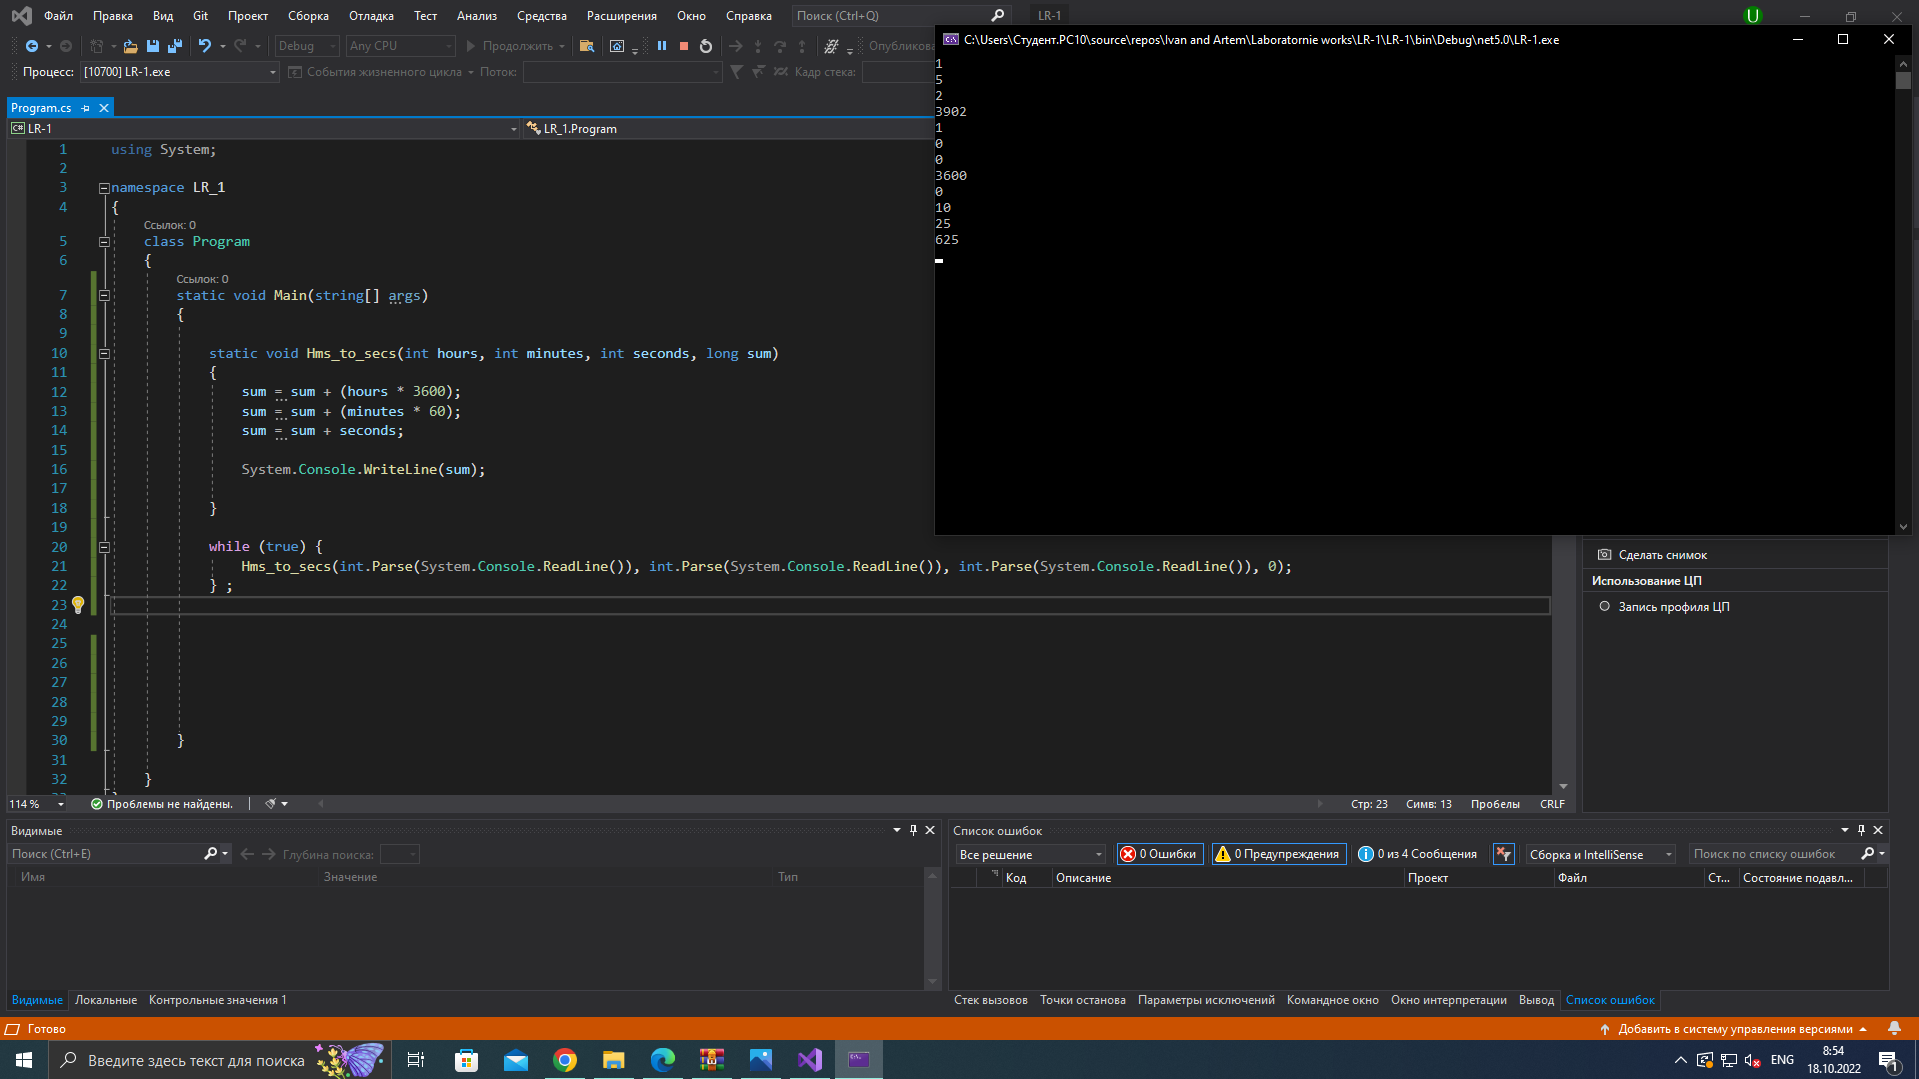 Файл Правка Вид Git Проект Сборка Отладка Тест Анализ Средства Расширения Окно Справка Поиск (Ctrl+Q) LR-1 U
Debug Any CPU Продолжить Опубликова
Процесс: [10700] LR-1.exe События жизненного цикла Поток: Кадр стека:
Program.cs
C# LR-1 LR_1.Program
1 using System;
2
3 namespace LR_1
4 {
Ссылок: 0
5 class Program
6 {
Ссылок: 0
7 static void Main(string[] args)
8 {
9
10 static void Hms_to_secs(int hours, int minutes, int seconds, long sum)
11 {
12 sum = sum + (hours * 3600);
13 sum = sum + (minutes * 60);
14 sum = sum + seconds;
15
16 System.Console.WriteLine(sum);
17
18 }
19
20 while (true) {
21 Hms_to_secs(int.Parse(System.Console.ReadLine()), int.Parse(System.Console.ReadLine()), int.Parse(System.Console.ReadLine()), 0);
22 } ;
23
24
25
26
27
28
29
30 }
31
32 }
C:\Users\Студент.PC10\source\repos\Ivan and Artem\Laboratornie works\LR-1\LR-1\bin\Debug\net5.0\LR-1.exe
1
5
2
3902
1
0
0
3600
0
10
25
625
Сделать снимок
Использование ЦП
Запись профиля ЦП
114 % Проблемы не найдены. Стр: 23 Симв: 13 Пробелы CRLF
Видимые
Поиск (Ctrl+E) Глубина поиска:
Имя Значение Тип
Видимые Локальные Контрольные значения 1
Список ошибок
Все решение 0 Ошибки 0 Предупреждения 0 из 4 Сообщения Сборка и IntelliSense Поиск по списку ошибок
Код Описание Проект Файл Ст... Состояние подавл...
Стек вызовов Точки останова Параметры исключений Командное окно Окно интерпретации Вывод Список ошибок
Готово Добавить в систему управления версиями
Введите здесь текст для поиска ENG 8:54
18.10.2022 1